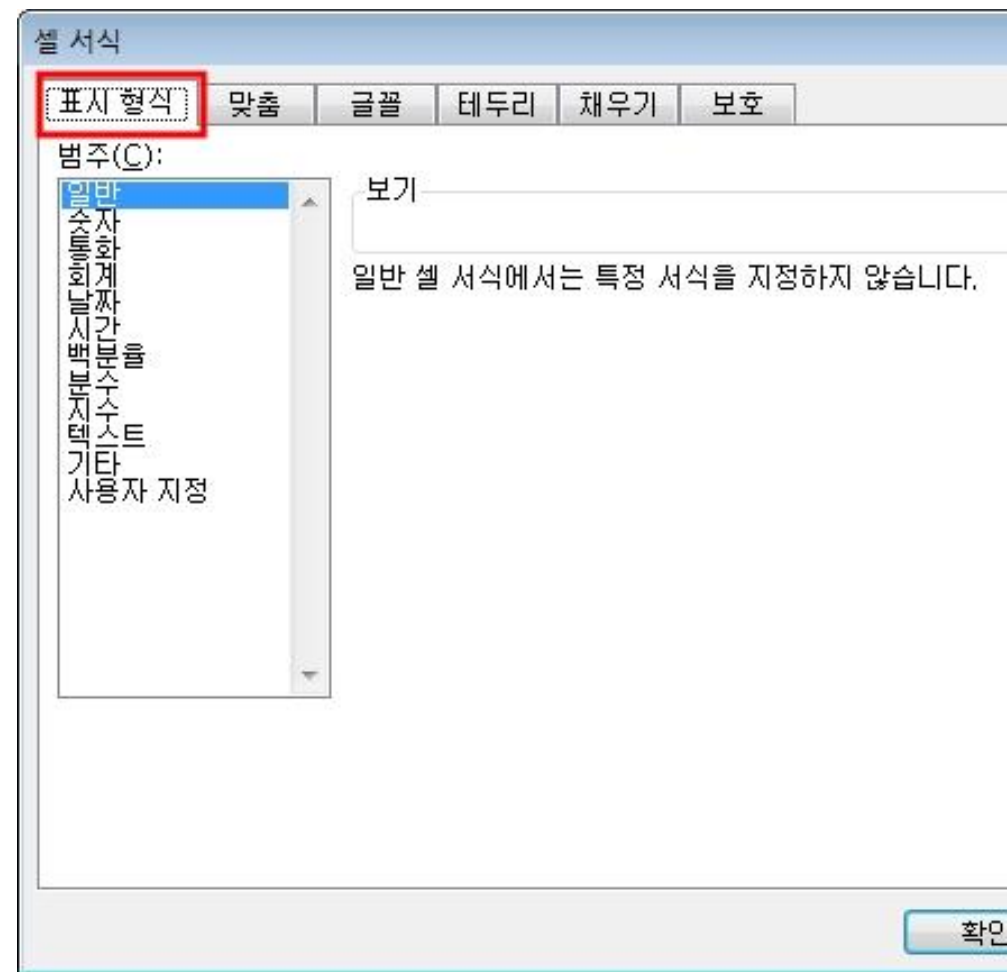 셀 서식
표시 형식 맞춤 글꼴 테두리 채우기 보호
범주(C):
일반
숫자
통화
회계
날짜
시간
백분율
분수
지수
텍스트
기타
사용자 지정
보기
일반 셀 서식에서는 특정 서식을 지정하지 않습니다.
확인